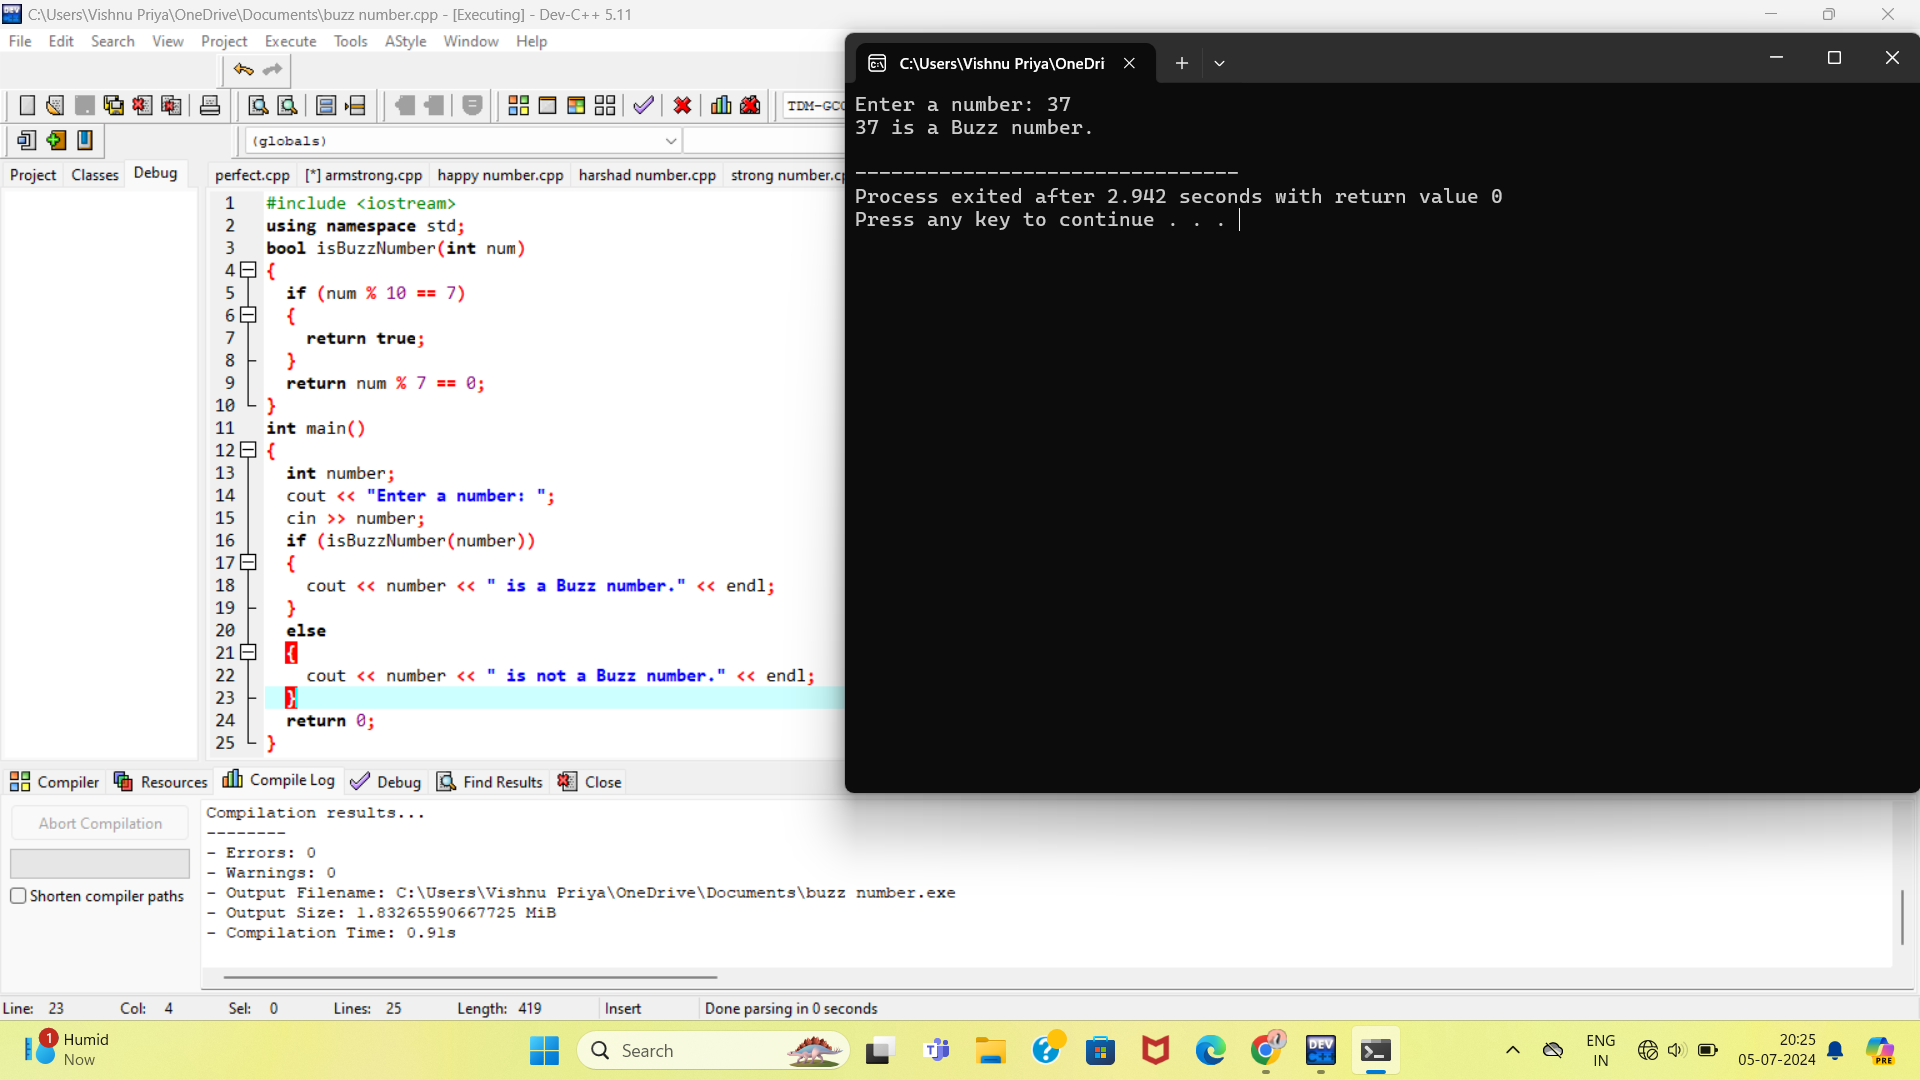 C:\Users\Vishnu Priya\OneDrive\Documents\buzz number.cpp - [Executing] - Dev-C++ 5.11
File Edit Search View Project Execute Tools AStyle Window Help
TDM-GCC
(globals)
Project Classes Debug
perfect.cpp [*] armstrong.cpp happy number.cpp harshad number.cpp strong number.cp
1 #include <iostream>
2 using namespace std;
3 bool isBuzzNumber(int num)
4 {
5 if (num % 10 == 7)
6 {
7 return true;
8 }
9 return num % 7 == 0;
10 }
11 int main()
12 {
13 int number;
14 cout << "Enter a number: ";
15 cin >> number;
16 if (isBuzzNumber(number))
17 {
18 cout << number << " is a Buzz number." << endl;
19 }
20 else
21 {
22 cout << number << " is not a Buzz number." << endl;
23 }
24 return 0;
25 }
C:\Users\Vishnu Priya\OneDri
Enter a number: 37
37 is a Buzz number.
--------------------------------
Process exited after 2.942 seconds with return value 0
Press any key to continue . . .
Compiler Resources Compile Log Debug Find Results Close
Abort Compilation
Shorten compiler paths
Compilation results...
--------
- Errors: 0
- Warnings: 0
- Output Filename: C:\Users\Vishnu Priya\OneDrive\Documents\buzz number.exe
- Output Size: 1.83265590667725 MiB
- Compilation Time: 0.91s
Line: 23 Col: 4 Sel: 0 Lines: 25 Length: 419 Insert Done parsing in 0 seconds
1
Humid
Now
Search
DEV
ENG
IN
20:25
05-07-2024
PRE